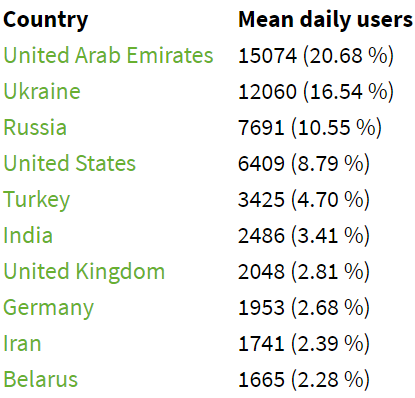 Country Mean daily users
United Arab Emirates 15074 (20.68 %)
Ukraine 12060 (16.54 %)
Russia 7691 (10.55 %)
United States 6409 (8.79 %)
Turkey 3425 (4.70 %)
India 2486 (3.41 %)
United Kingdom 2048 (2.81 %)
Germany 1953 (2.68 %)
Iran 1741 (2.39 %)
Belarus 1665 (2.28 %)